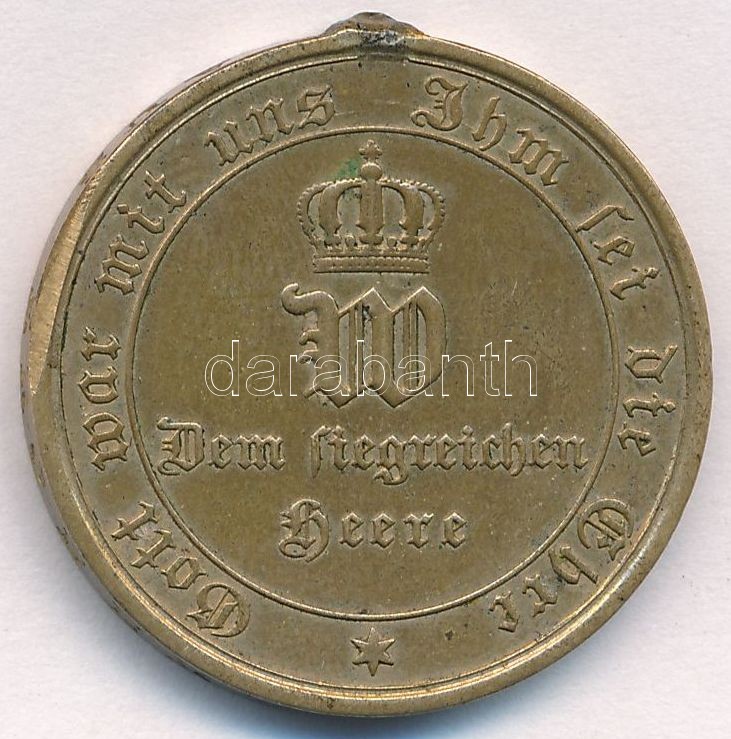 Gott war mit uns Ihm sei die Ehre
W
Dem siegreichen
Heere
darabanth